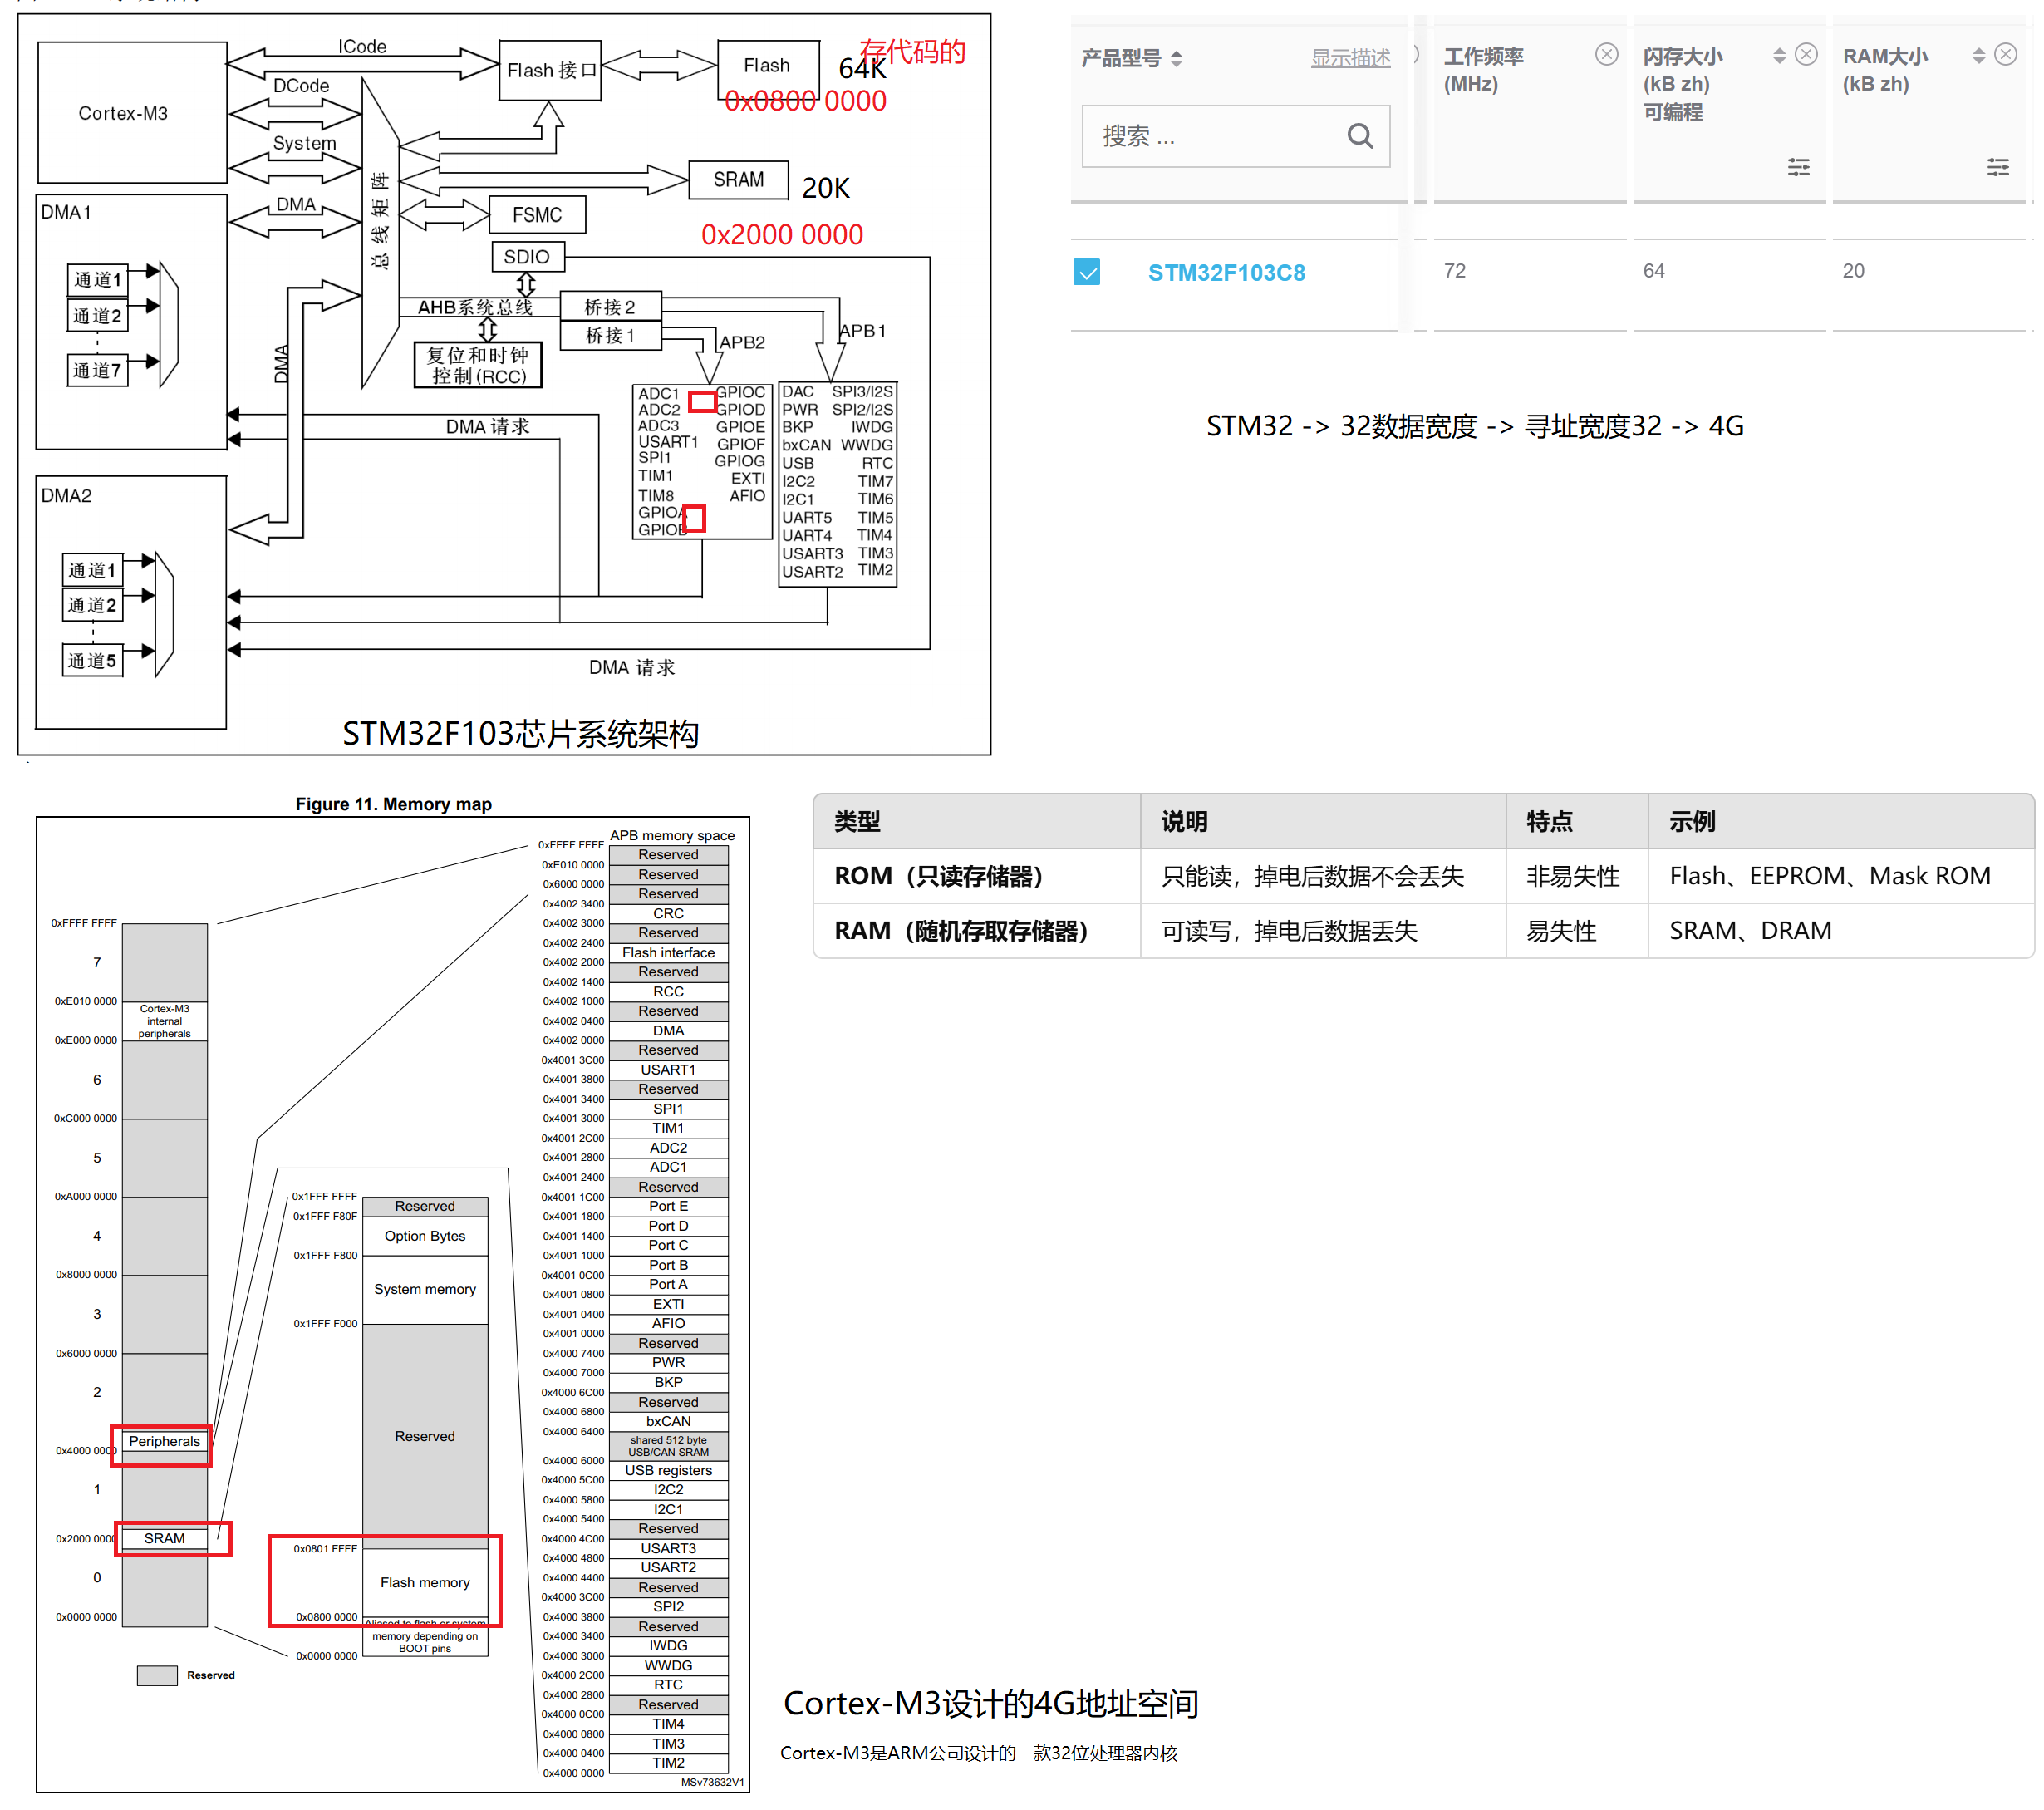 ICode
Flash 接口
Flash
存代码的
64K
0x0800 0000
Cortex-M3
DCode
System
总线矩阵
SRAM
20K
0x2000 0000
DMA1
DMA
FSMC
SDIO
通道1
通道2
通道7
AHB系统总线
桥接2
桥接1
APB2
APB1
复位和时钟
控制(RCC)
DMA
DMA 请求
ADC1
ADC2
ADC3
USART1
SPI1
TIM1
TIM8
GPIOA
GPIOB
GPIOC
GPIOD
GPIOE
GPIOF
GPIOG
EXTI
AFIO
DAC SPI3/I2S
PWR SPI2/I2S
BKP IWDG
bxCAN WWDG
USB RTC
I2C2 TIM7
I2C1 TIM6
UART5 TIM5
UART4 TIM4
USART3 TIM3
USART2 TIM2
DMA2
通道1
通道2
通道5
DMA 请求
STM32F103芯片系统架构
产品型号
显示描述
工作频率
(MHz)
闪存大小
(kB zh)
可编程
RAM大小
(kB zh)
搜索 ...
STM32F103C8 72 64 20
STM32 -> 32数据宽度 -> 寻址宽度32 -> 4G
Figure 11. Memory map
0xFFFF FFFF
7
0xE010 0000
Cortex-M3
internal
peripherals
0xE000 0000
6
0xC000 0000
5
0xA000 0000
4
0x8000 0000
3
0x6000 0000
2
Peripherals
0x4000 0000
1
0x2000 0000
SRAM
0
0x0000 0000
Reserved
0x1FFF FFFF
Reserved
0x1FFF F80F
Option Bytes
0x1FFF F800
System memory
0x1FFF F000
Reserved
0x0801 FFFF
Flash memory
0x0800 0000
Aliased to flash or system
memory depending on
BOOT pins
0x0000 0000
APB memory space
0xFFFF FFFF
Reserved
0xE010 0000
Reserved
0x6000 0000
Reserved
0x4002 3400
CRC
0x4002 3000
Reserved
0x4002 2400
Flash interface
0x4002 2000
Reserved
0x4002 1400
RCC
0x4002 1000
Reserved
0x4002 0400
DMA
0x4002 0000
Reserved
0x4001 3C00
USART1
0x4001 3800
Reserved
0x4001 3400
SPI1
0x4001 3000
TIM1
0x4001 2C00
ADC2
0x4001 2800
ADC1
0x4001 2400
Reserved
0x4001 1C00
Port E
0x4001 1800
Port D
0x4001 1400
Port C
0x4001 1000
Port B
0x4001 0C00
Port A
0x4001 0800
EXTI
0x4001 0400
AFIO
0x4001 0000
Reserved
0x4000 7400
PWR
0x4000 7000
BKP
0x4000 6C00
Reserved
0x4000 6800
bxCAN
0x4000 6400
shared 512 byte
USB/CAN SRAM
0x4000 6000
USB registers
0x4000 5C00
I2C2
0x4000 5800
I2C1
0x4000 5400
Reserved
0x4000 4C00
USART3
0x4000 4800
USART2
0x4000 4400
Reserved
0x4000 3C00
SPI2
0x4000 3800
Reserved
0x4000 3400
IWDG
0x4000 3000
WWDG
0x4000 2C00
RTC
0x4000 2800
Reserved
0x4000 0C00
TIM4
0x4000 0800
TIM3
0x4000 0400
TIM2
0x4000 0000
MSv73632V1
类型 说明 特点 示例
ROM（只读存储器） 只能读，掉电后数据不会丢失 非易失性 Flash、EEPROM、Mask ROM
RAM（随机存取存储器） 可读写，掉电后数据丢失 易失性 SRAM、DRAM
Cortex-M3设计的4G地址空间
Cortex-M3是ARM公司设计的一款32位处理器内核